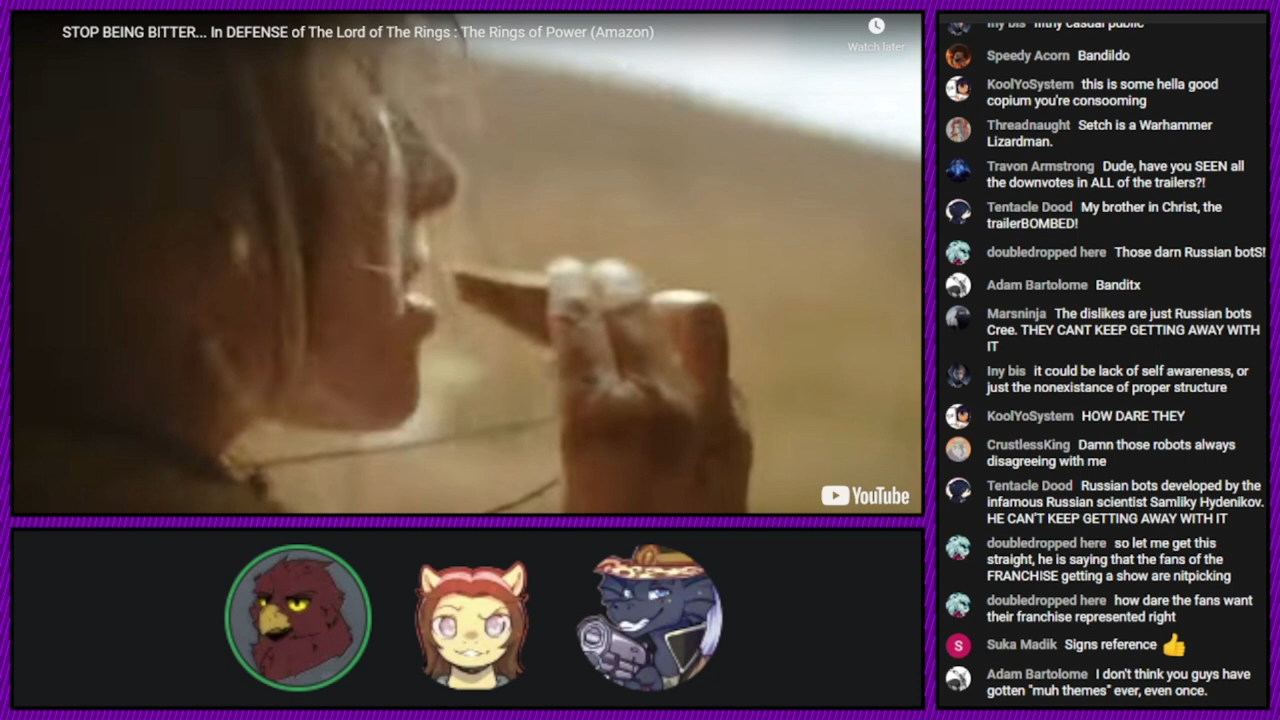 STOP BEING BITTER... In DEFENSE of The Lord of The Rings : The Rings of Power (Amazon)
Watch later
YouTube
Iny bis filthy casual public
Speedy Acorn Bandildo
KoolYoSystem this is some hella good
copium you're consooming
Threadnaught Setch is a Warhammer
Lizardman.
Travon Armstrong Dude, have you SEEN all
the downvotes in ALL of the trailers?!
Tentacle Dood My brother in Christ, the
trailerBOMBED!
doubledropped here Those darn Russian botS!
Adam Bartolome Banditx
Marsninja The dislikes are just Russian bots
Cree. THEY CANT KEEP GETTING AWAY WITH
IT
Iny bis it could be lack of self awareness, or
just the nonexistance of proper structure
KoolYoSystem HOW DARE THEY
CrustlessKing Damn those robots always
disagreeing with me
Tentacle Dood Russian bots developed by the
infamous Russian scientist Samliky Hydenikov.
HE CAN'T KEEP GETTING AWAY WITH IT
doubledropped here so let me get this
straight, he is saying that the fans of the
FRANCHISE getting a show are nitpicking
doubledropped here how dare the fans want
their franchise represented right
S
Suka Madik Signs reference 👍
Adam Bartolome I don't think you guys have
gotten "muh themes" ever, even once.